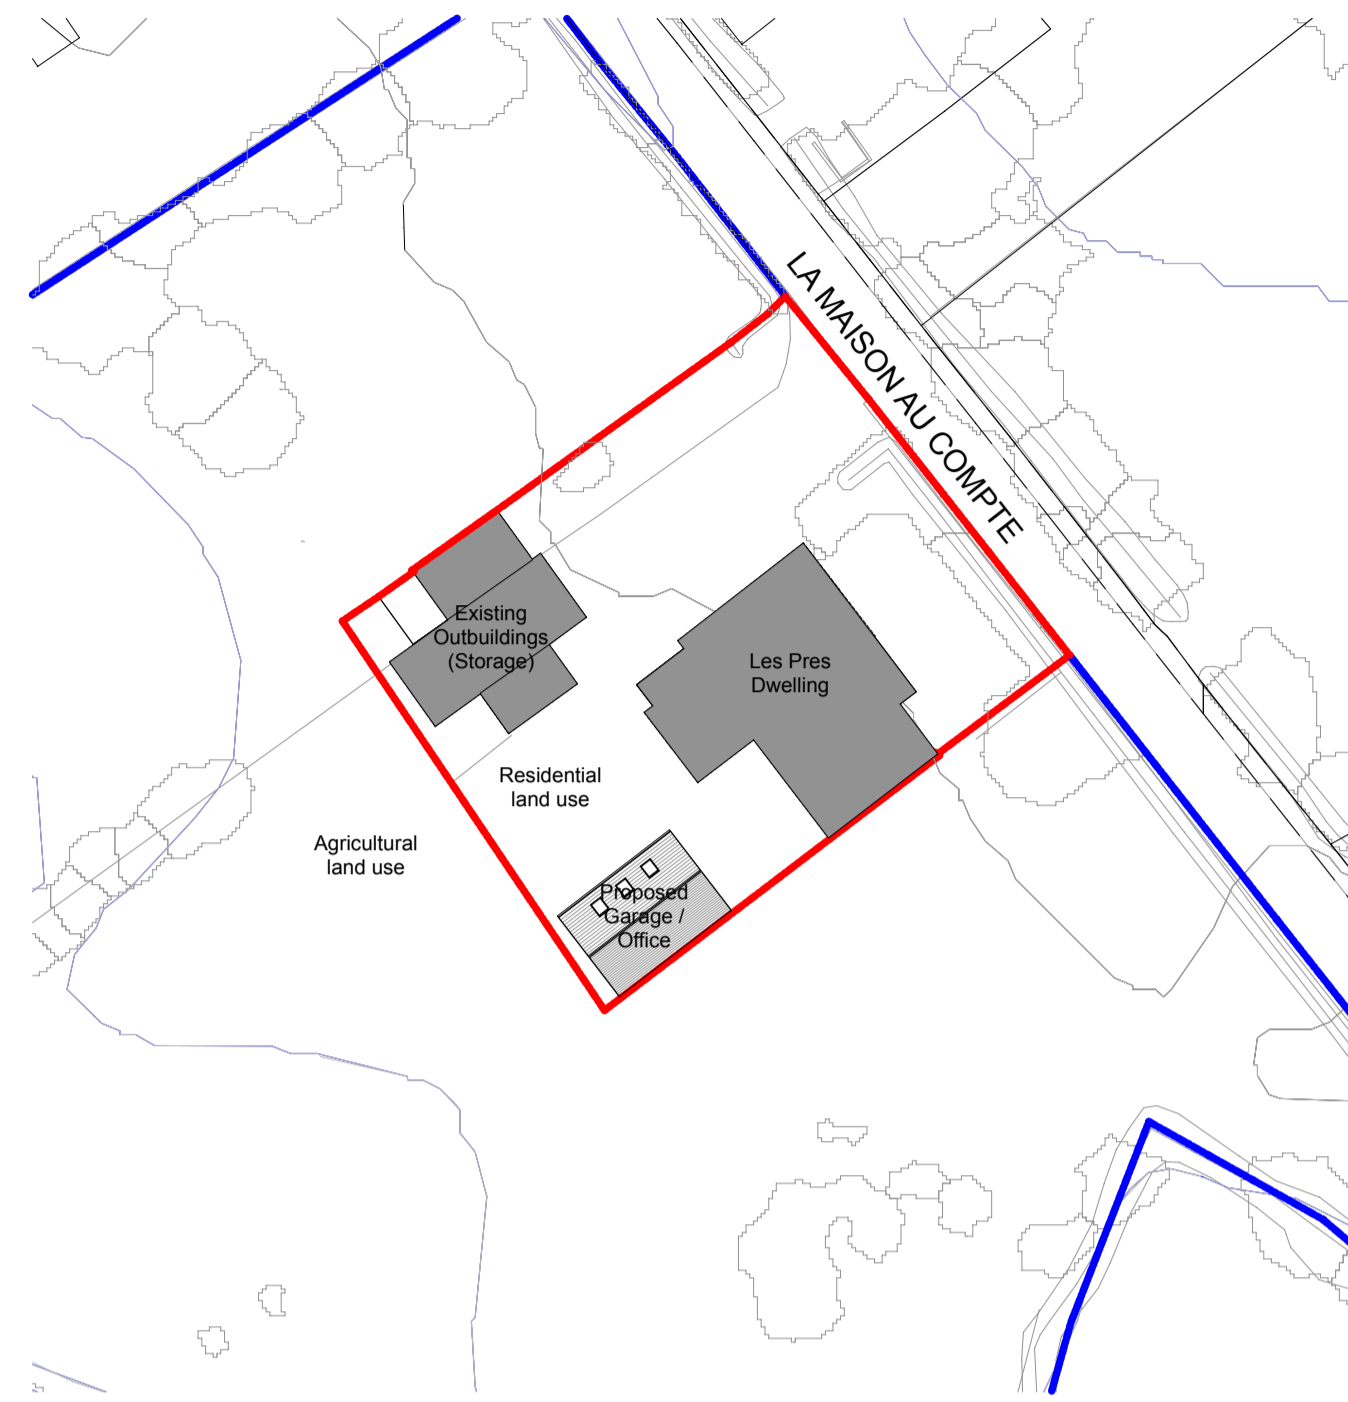 LA MAISON AU COMPTE
Existing
Outbuildings
(Storage)
Les Pres
Dwelling
Residential
land use
Agricultural
land use
Proposed
Garage /
Office